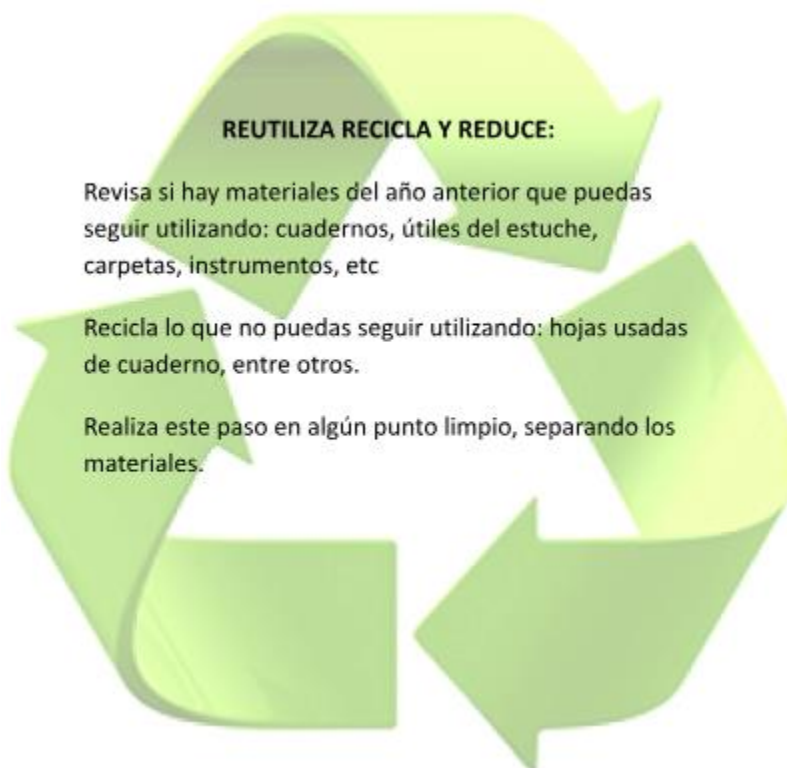 REUTILIZA RECICLA Y REDUCE:
Revisa si hay materiales del año anterior que puedas
seguir utilizando: cuadernos, útiles del estuche,
carpetas, instrumentos, etc
Recicla lo que no puedas seguir utilizando: hojas usadas
de cuaderno, entre otros.
Realiza este paso en algún punto limpio, separando los
materiales.